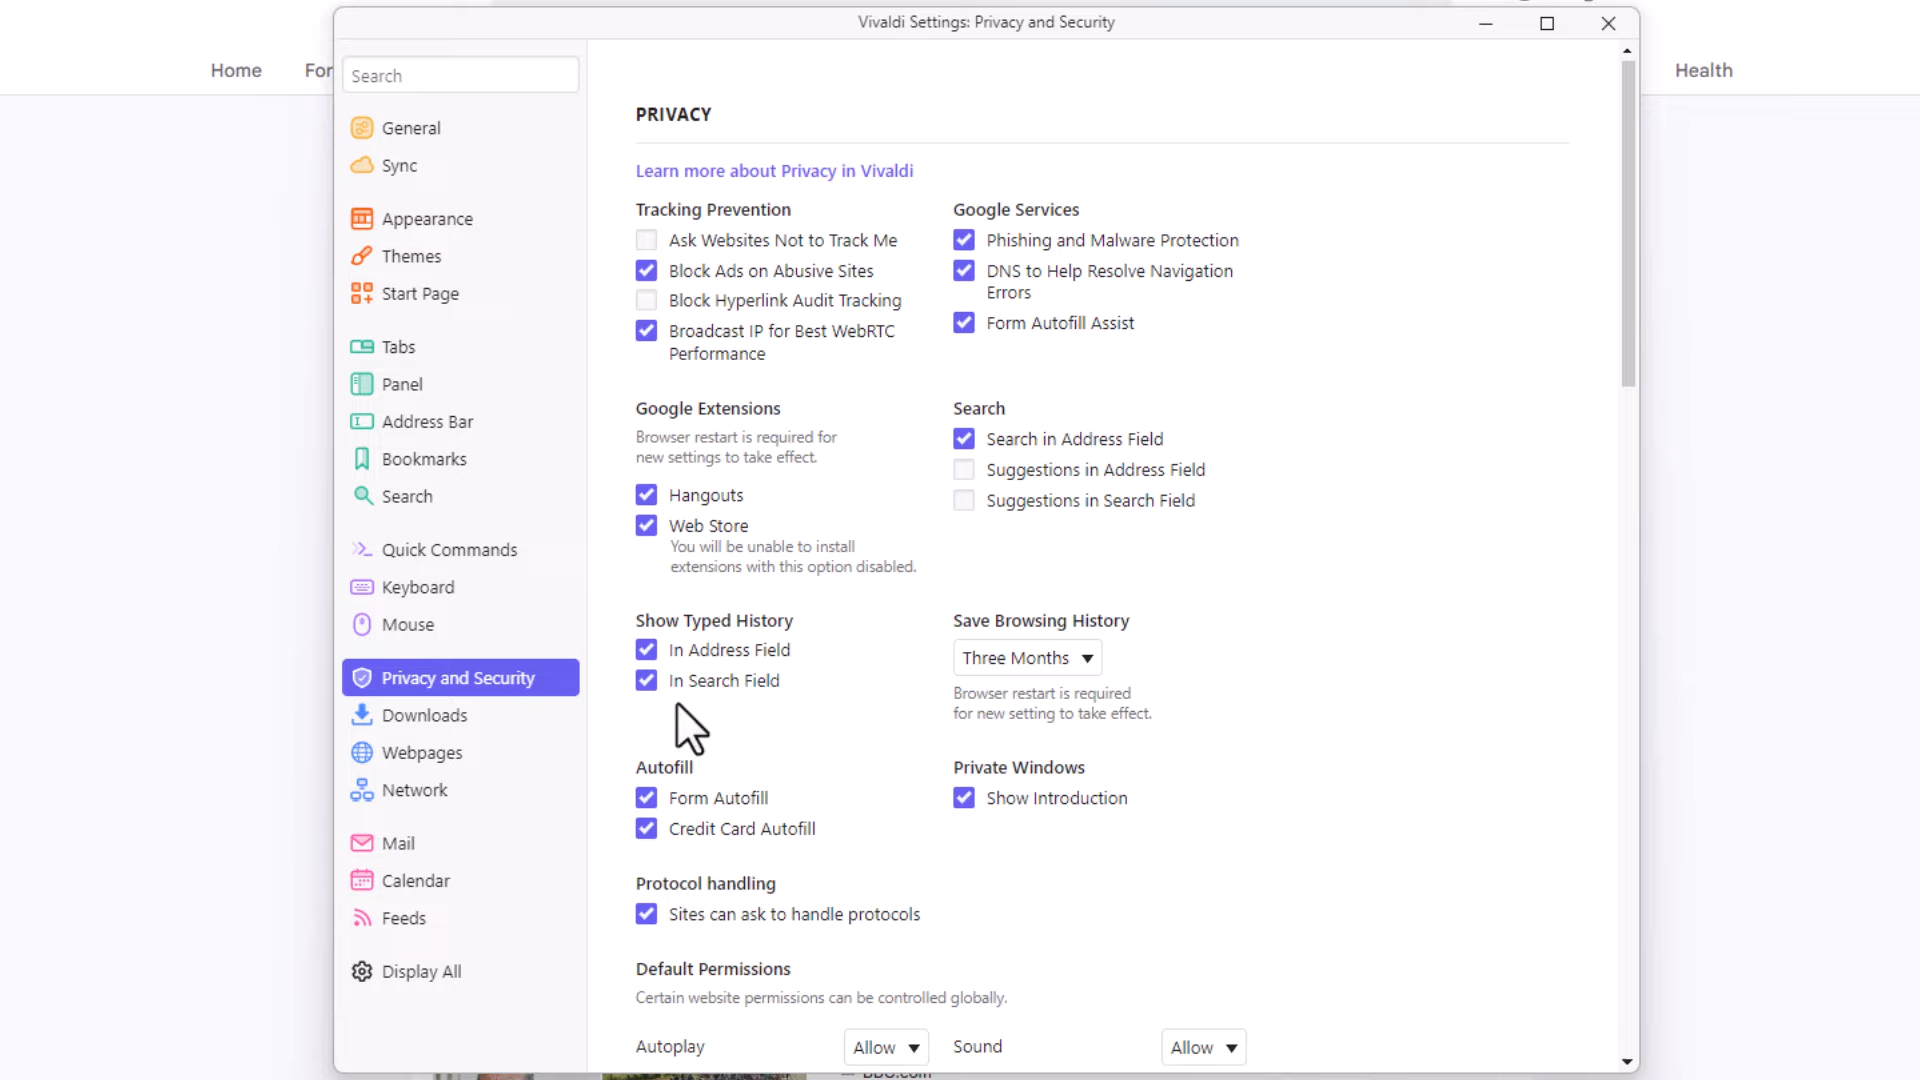 Vivaldi Settings: Privacy and Security
Home
For
Health
Search
General
Sync
Appearance
Themes
Start Page
Tabs
Panel
Address Bar
Bookmarks
Search
Quick Commands
Keyboard
Mouse
Privacy and Security
Downloads
Webpages
Network
Mail
Calendar
Feeds
Display All
PRIVACY
Learn more about Privacy in Vivaldi
Tracking Prevention
Ask Websites Not to Track Me
Block Ads on Abusive Sites
Block Hyperlink Audit Tracking
Broadcast IP for Best WebRTC
Performance
Google Services
Phishing and Malware Protection
DNS to Help Resolve Navigation
Errors
Form Autofill Assist
Google Extensions
Browser restart is required for
new settings to take effect.
Hangouts
Web Store
You will be unable to install
extensions with this option disabled.
Search
Search in Address Field
Suggestions in Address Field
Suggestions in Search Field
Show Typed History
In Address Field
In Search Field
Save Browsing History
Three Months
Browser restart is required
for new setting to take effect.
Autofill
Form Autofill
Credit Card Autofill
Private Windows
Show Introduction
Protocol handling
Sites can ask to handle protocols
Default Permissions
Certain website permissions can be controlled globally.
Autoplay
Allow
Sound
Allow